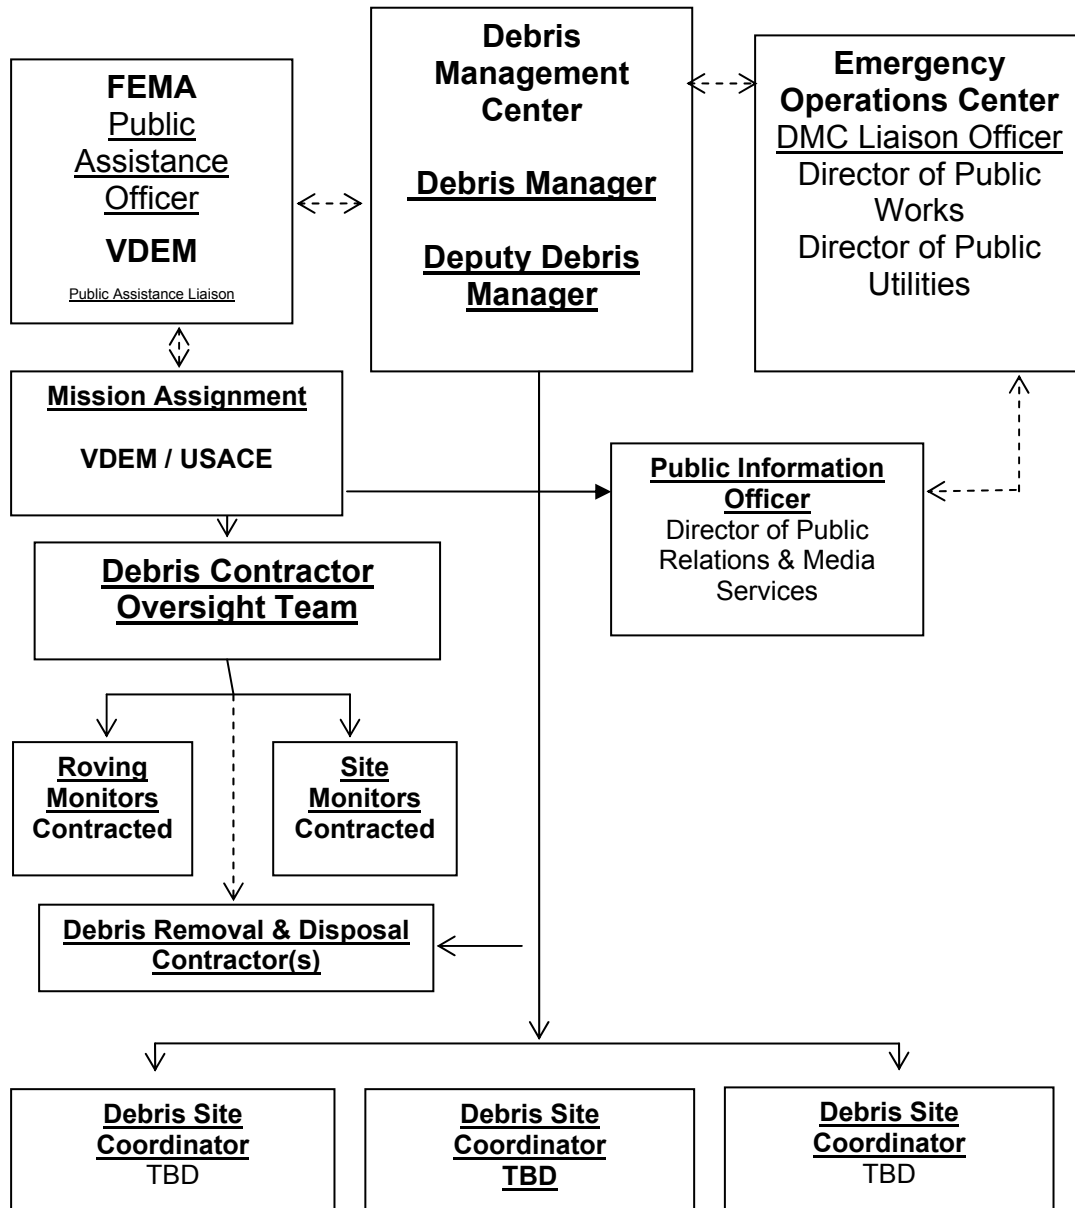 FEMA
Public
Assistance
Officer
VDEM
Public Assistance Liaison
Debris
Management
Center
Debris Manager
Deputy Debris
Manager
Emergency
Operations Center
DMC Liaison Officer
Director of Public
Works
Director of Public
Utilities
Mission Assignment
VDEM / USACE
Public Information
Officer
Director of Public
Relations & Media
Services
Debris Contractor
Oversight Team
Roving
Monitors
Contracted
Site
Monitors
Contracted
Debris Removal & Disposal
Contractor(s)
Debris Site
Coordinator
TBD
Debris Site
Coordinator
TBD
Debris Site
Coordinator
TBD